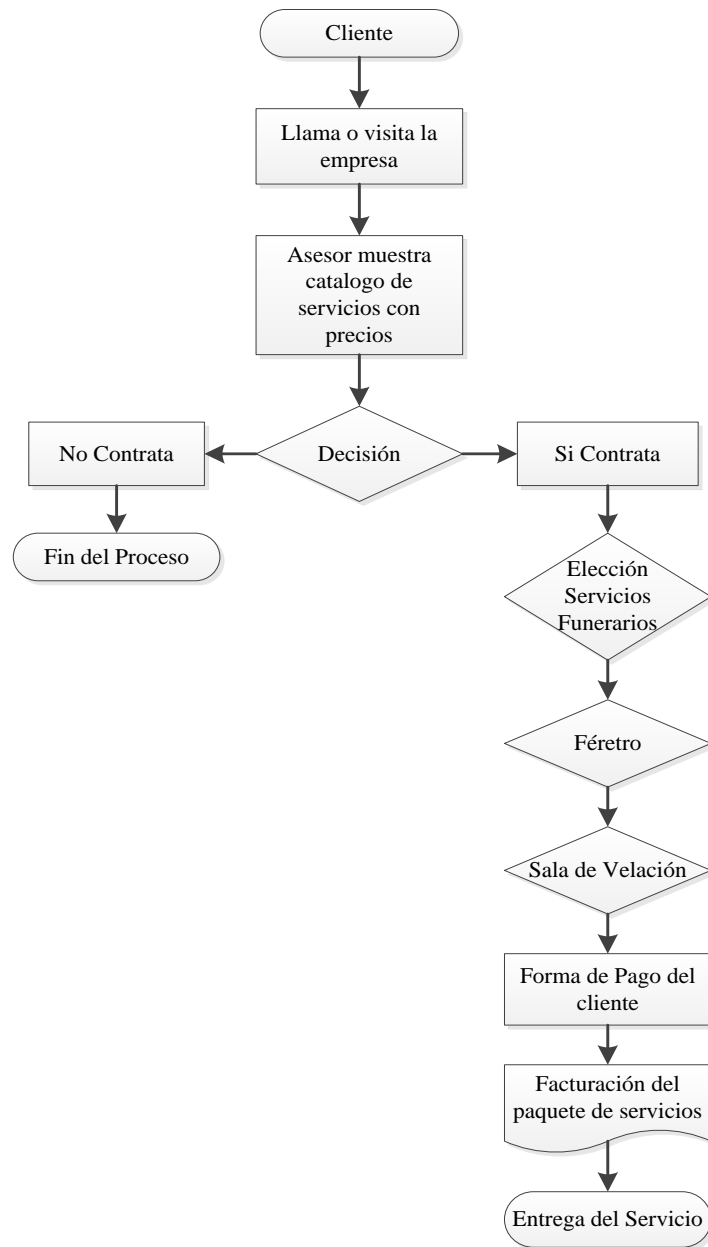 Cliente
Llama o visita la
empresa
Asesor muestra
catalogo de
servicios con
precios
No Contrata
Decisión
Si Contrata
Fin del Proceso
Elección
Servicios
Funerarios
Féretro
Sala de Velación
Forma de Pago del
cliente
Facturación del
paquete de servicios
Entrega del Servicio